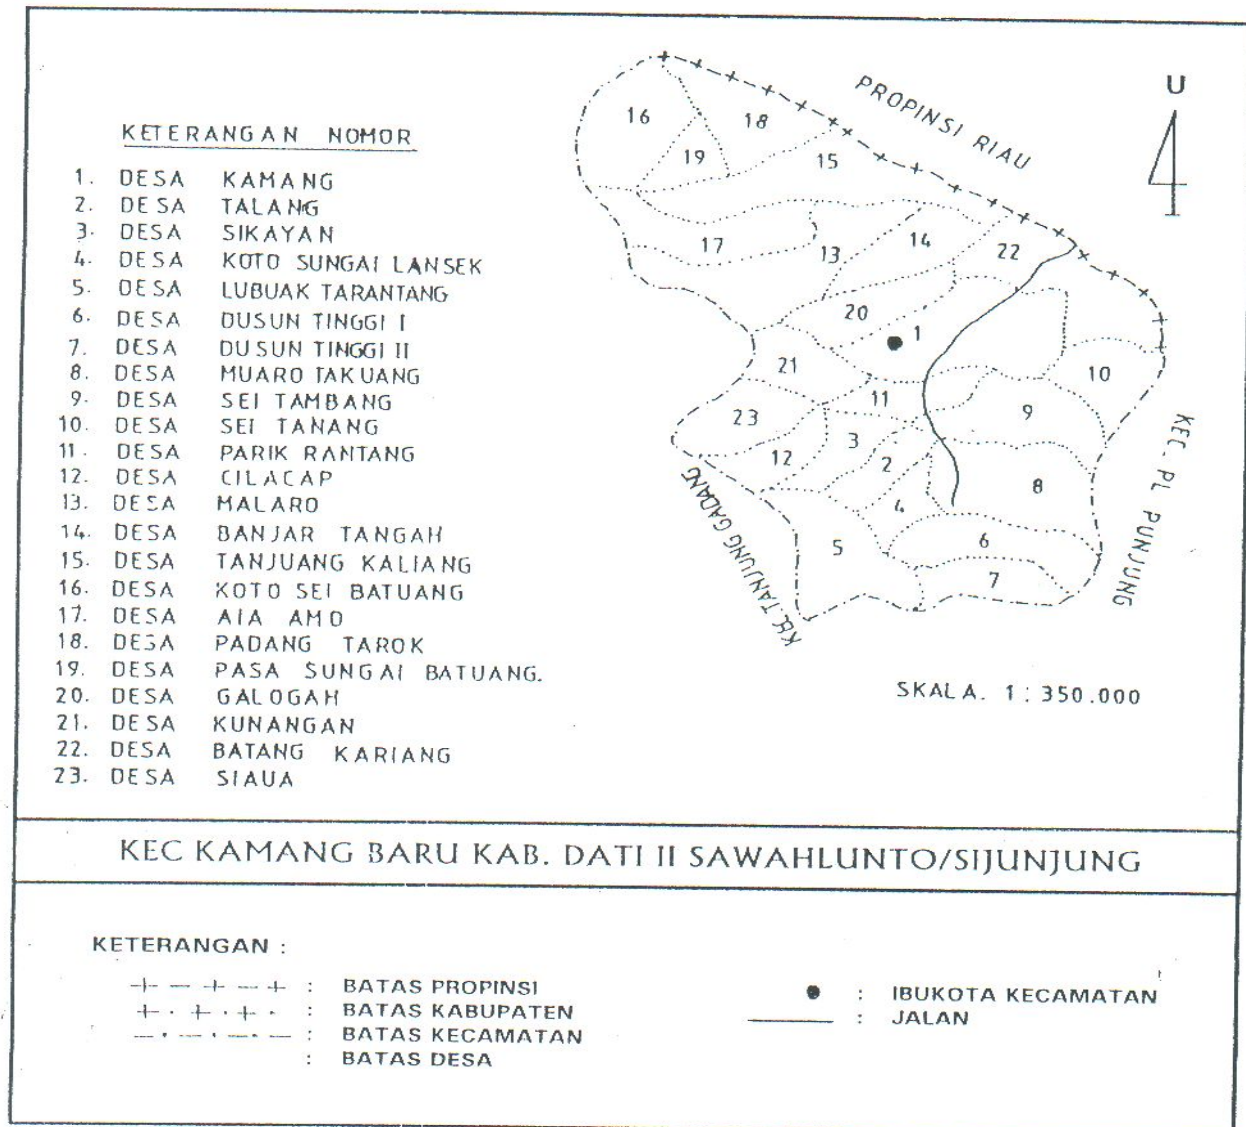 KETERANGAN NOMOR
1. DESA KAMANG
2. DESA TALANG
3. DESA SIKAYAN
4. DESA KOTO SUNGAI LANSEK
5. DESA LUBUAK TARANTANG
6. DESA DUSUN TINGGI I
7. DESA DUSUN TINGGI II
8. DESA MUARO TAKUANG
9. DESA SEI TAMBANG
10. DESA SEI TANANG
11. DESA PARIK RANTANG
12. DESA CILACAP
13. DESA MALARO
14. DESA BANJAR TANGAH
15. DESA TANJUANG KALIANG
16. DESA KOTO SEI BATUANG
17. DESA AIA AMO
18. DESA PADANG TAROK
19. DESA PASA SUNGAI BATUANG.
20. DESA GALOGAH
21. DESA KUNANGAN
22. DESA BATANG KARIANG
23. DESA SIAUA
PROPINSI RIAU
U
16
18
19
15
17
13
14
22
20
1
21
10
11
23
9
3
12
2
8
4
5
6
7
KEC. TANJUNG GADANG
KEC. PL PUNJUNG
SKALA. 1 : 350.000
KEC KAMANG BARU KAB. DATI II SAWAHLUNTO/SIJUNJUNG
KETERANGAN :
: BATAS PROPINSI
: BATAS KABUPATEN
: BATAS KECAMATAN
: BATAS DESA
: IBUKOTA KECAMATAN
: JALAN